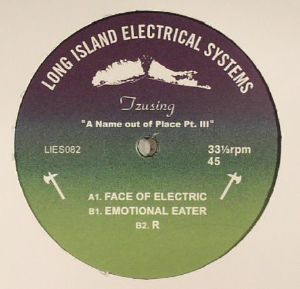 LONG ISLAND ELECTRICAL SYSTEMS
Tzusing
"A Name out of Place Pt. III"
LIES082
33⅓rpm
45
A1. FACE OF ELECTRIC
B1. EMOTIONAL EATER
B2. R